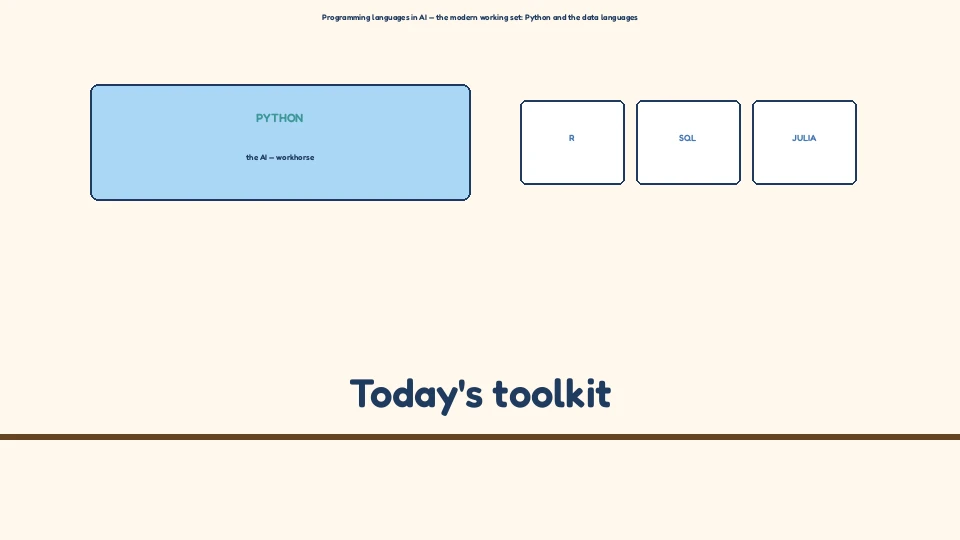 Programming languages in AI — the modern working set: Python and the data languages
PYTHON
the AI — workhorse
R
SQL
JULIA
Today's toolkit